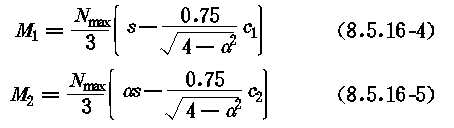 M₁ = N_max/3 [ s − 0.75/√(4−α²) c₁ ] (8.5.16-4)
M₂ = N_max/3 [ αs − 0.75/√(4−α²) c₂ ] (8.5.16-5)